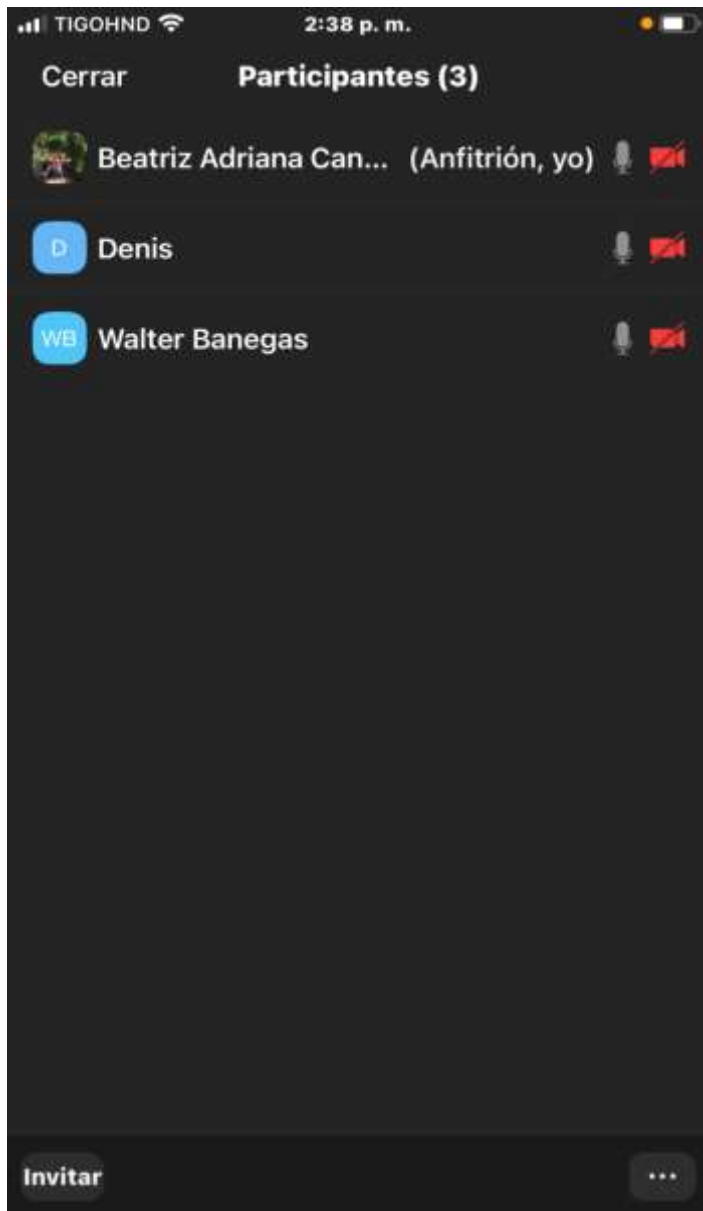 TIGOHND 2:38 p. m.
Cerrar Participantes (3)
Beatriz Adriana Can... (Anfitrión, yo)
D Denis
WB Walter Banegas
Invitar ...